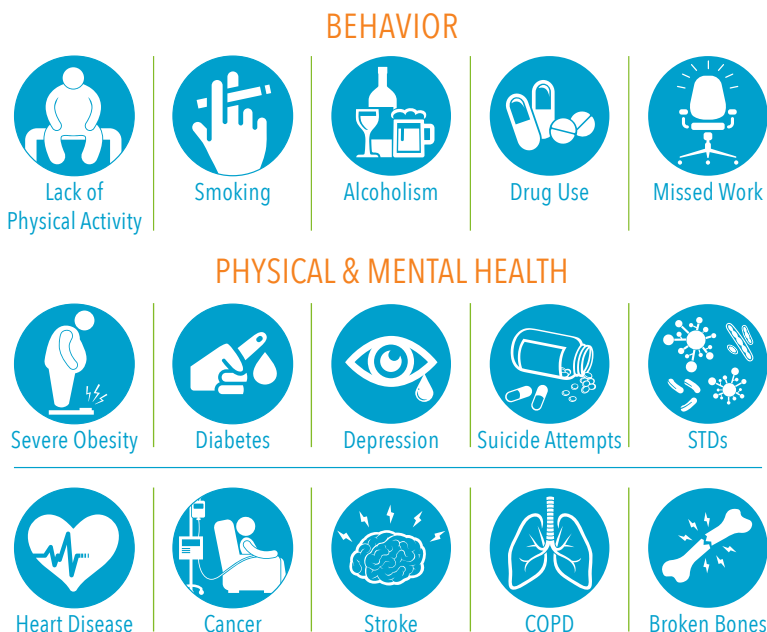 BEHAVIOR
Lack of
Physical Activity
Smoking
Alcoholism
Drug Use
Missed Work
PHYSICAL & MENTAL HEALTH
Severe Obesity
Diabetes
Depression
Suicide Attempts
STDs
Heart Disease
Cancer
Stroke
COPD
Broken Bones